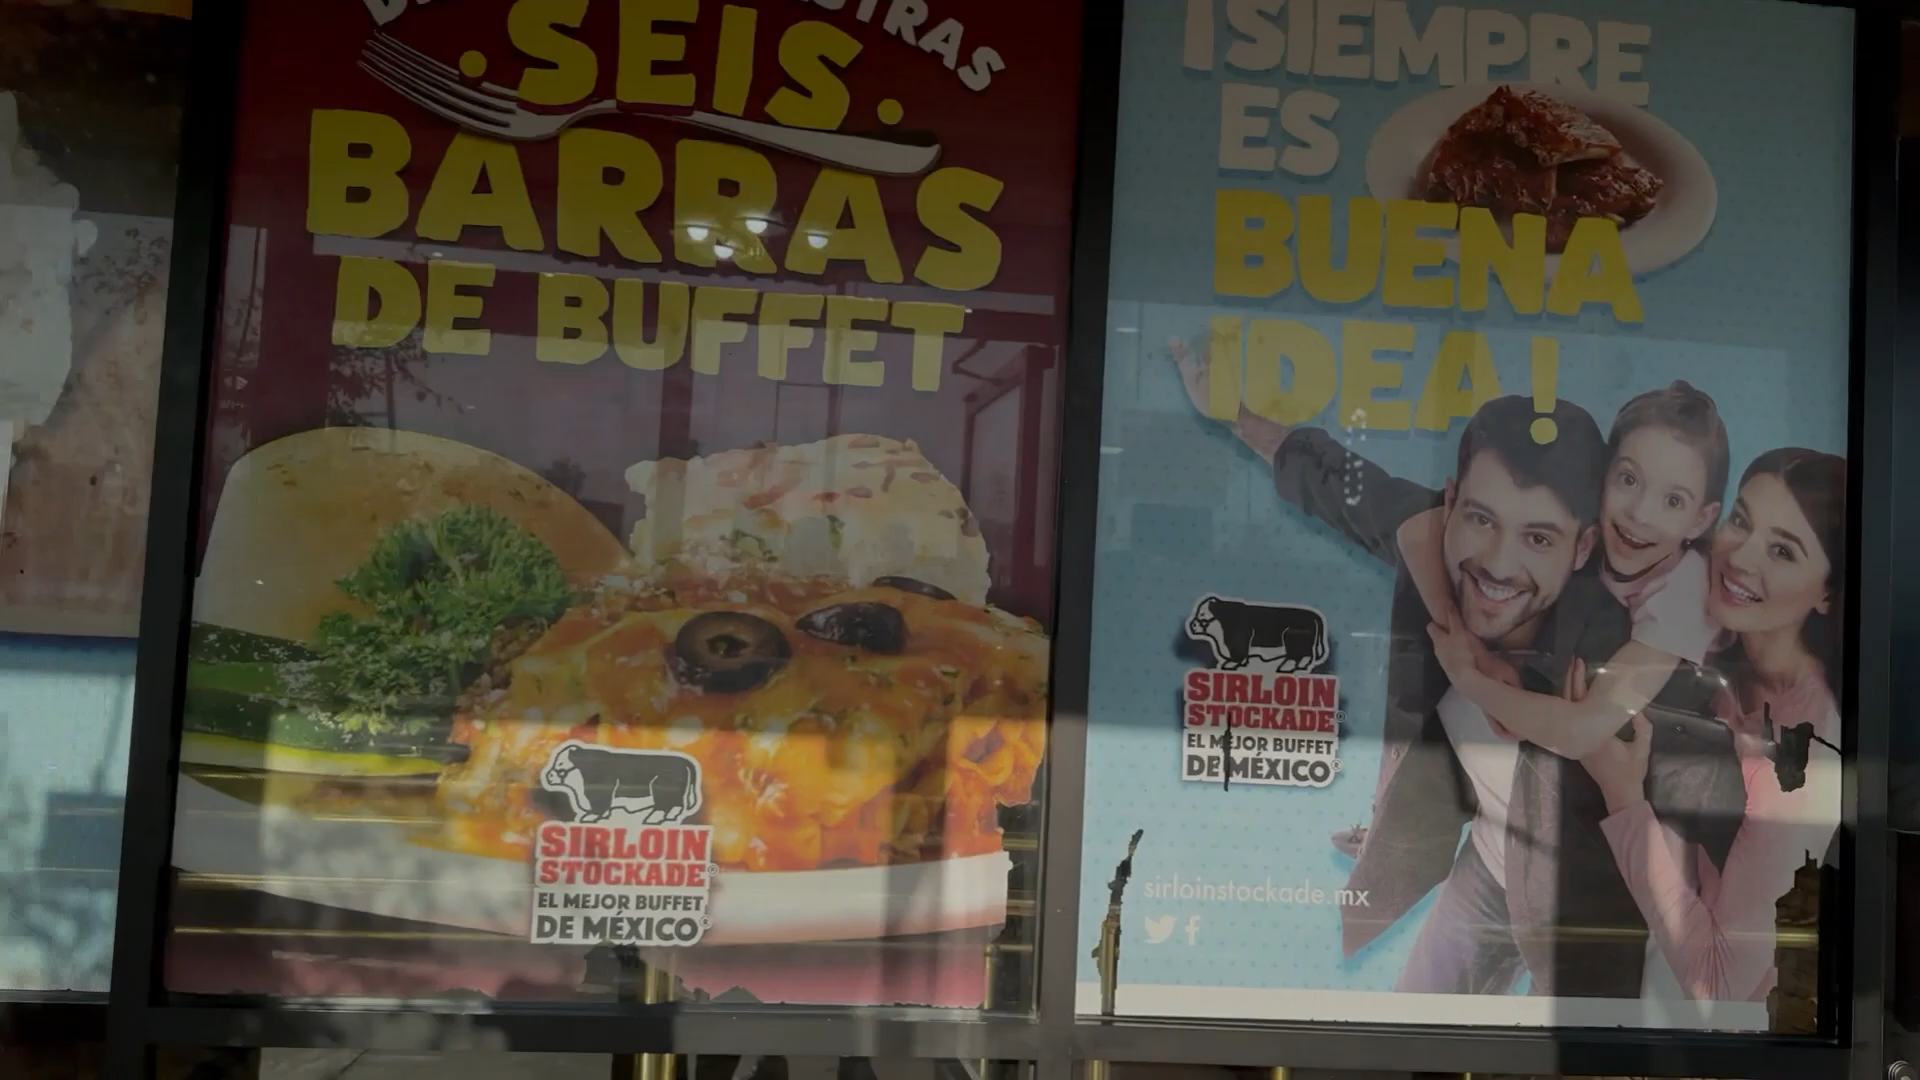 SEIS
BARRAS
DE BUFFET
SIRLOIN
STOCKADE®
EL MEJOR BUFFET
DE MÉXICO®
¡SIEMPRE
ES
BUENA
IDEA!
SIRLOIN
STOCKADE®
EL MEJOR BUFFET
DE MÉXICO®
sirloinstockade.mx